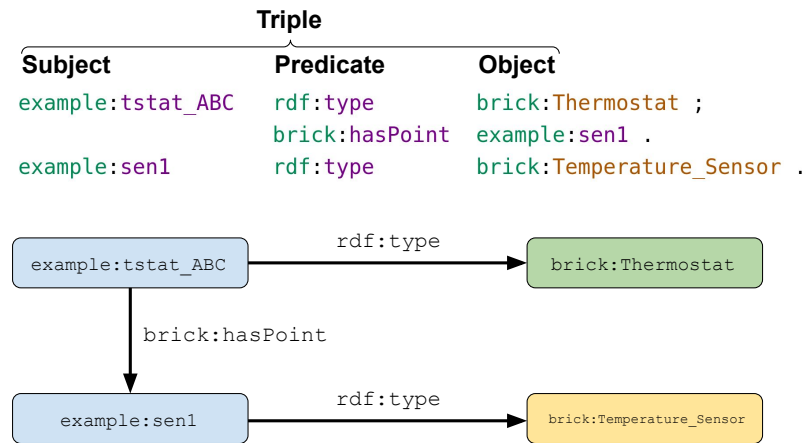 Triple
Subject Predicate Object
example:tstat_ABC rdf:type brick:Thermostat ;
brick:hasPoint example:sen1 .
example:sen1 rdf:type brick:Temperature_Sensor .
rdf:type
example:tstat_ABC brick:Thermostat
brick:hasPoint
rdf:type
example:sen1 brick:Temperature_Sensor